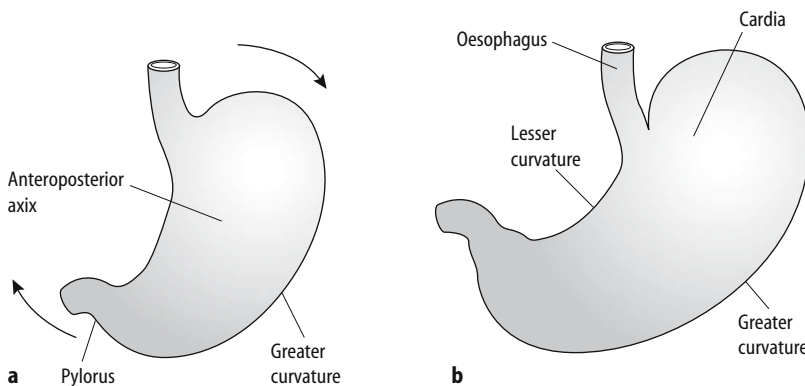 Anteroposterior
axix
a
Pylorus
Greater
curvature
Oesophagus
Cardia
Lesser
curvature
b
Greater
curvature